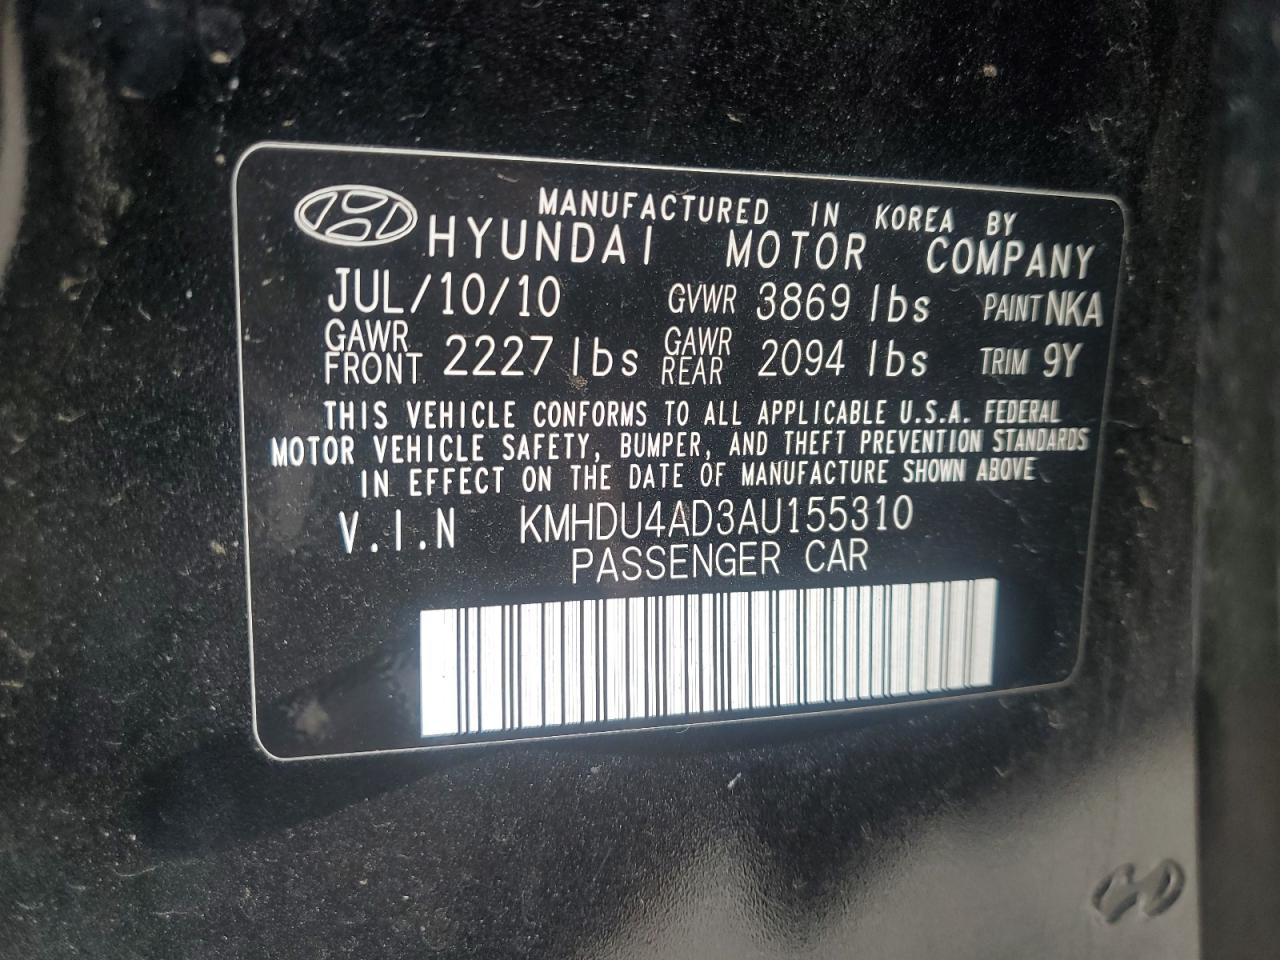 MANUFACTURED IN KOREA BY
HYUNDAI MOTOR COMPANY
JUL/10/10 GVWR 3869 lbs PAINT NKA
GAWR FRONT 2227 lbs GAWR REAR 2094 lbs TRIM 9Y
THIS VEHICLE CONFORMS TO ALL APPLICABLE U.S.A. FEDERAL
MOTOR VEHICLE SAFETY, BUMPER, AND THEFT PREVENTION STANDARDS
IN EFFECT ON THE DATE OF MANUFACTURE SHOWN ABOVE
V.I.N KMHDU4AD3AU155310
PASSENGER CAR